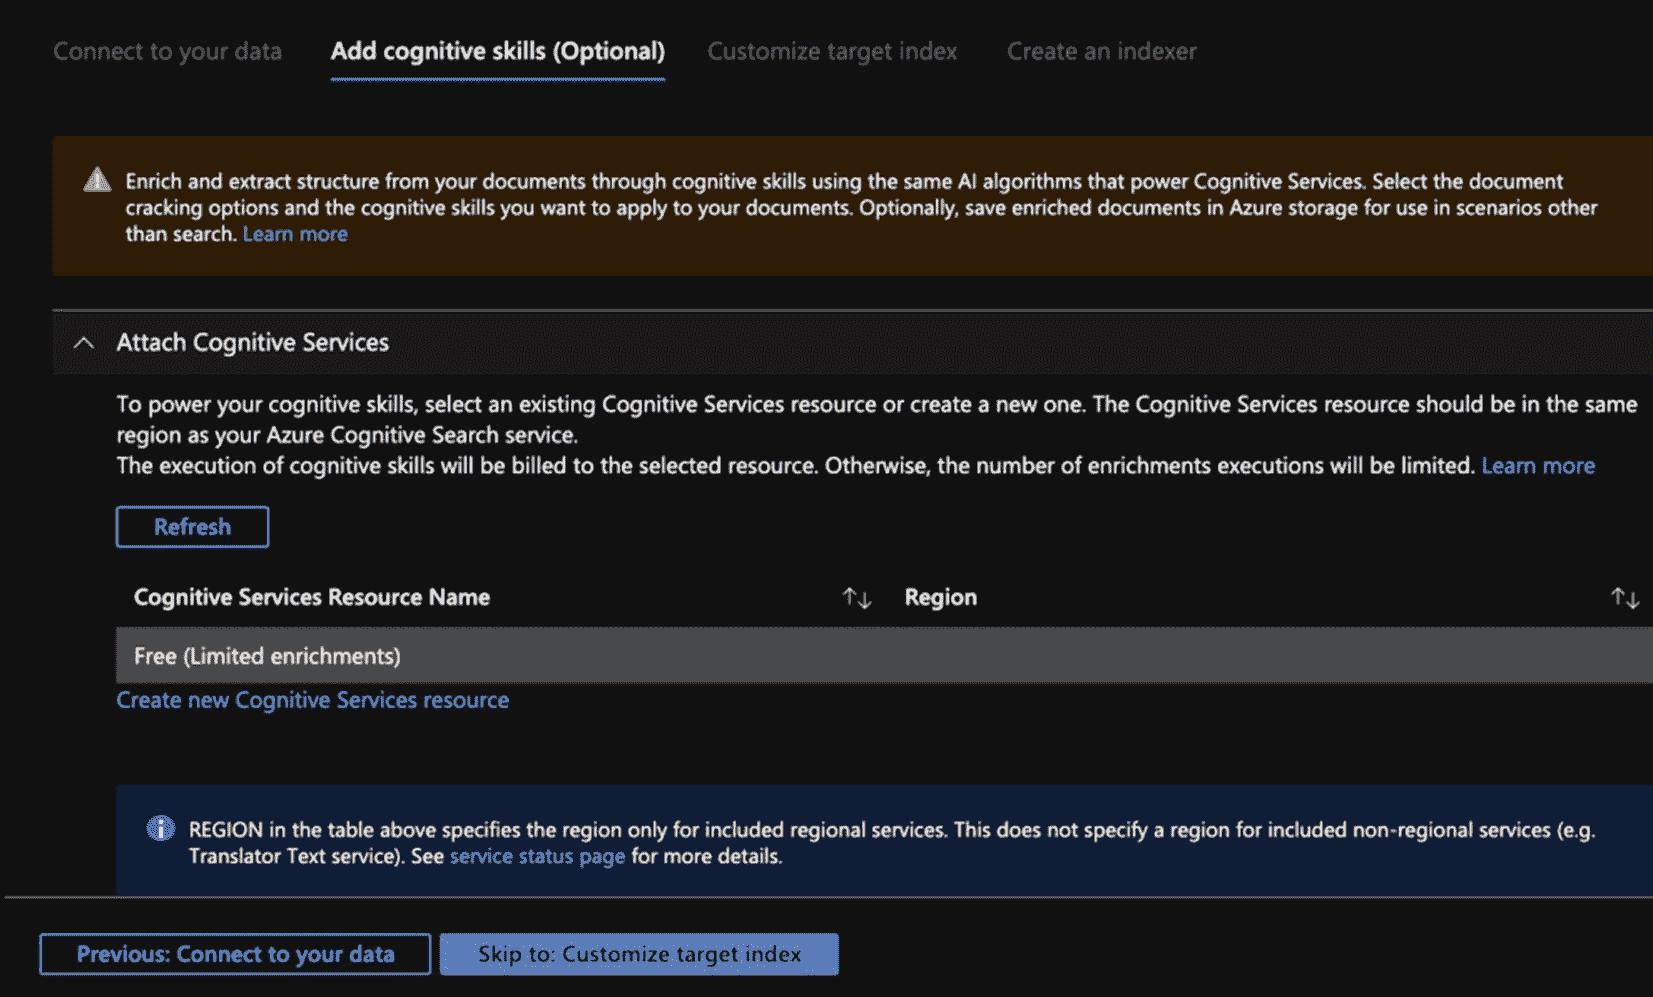 Connect to your data Add cognitive skills (Optional) Customize target index Create an indexer
Enrich and extract structure from your documents through cognitive skills using the same AI algorithms that power Cognitive Services. Select the document
cracking options and the cognitive skills you want to apply to your documents. Optionally, save enriched documents in Azure storage for use in scenarios other
than search. Learn more
Attach Cognitive Services
To power your cognitive skills, select an existing Cognitive Services resource or create a new one. The Cognitive Services resource should be in the same
region as your Azure Cognitive Search service.
The execution of cognitive skills will be billed to the selected resource. Otherwise, the number of enrichments executions will be limited. Learn more
Refresh
Cognitive Services Resource Name Region
Free (Limited enrichments)
Create new Cognitive Services resource
REGION in the table above specifies the region only for included regional services. This does not specify a region for included non-regional services (e.g.
Translator Text service). See service status page for more details.
Previous: Connect to your data Skip to: Customize target index